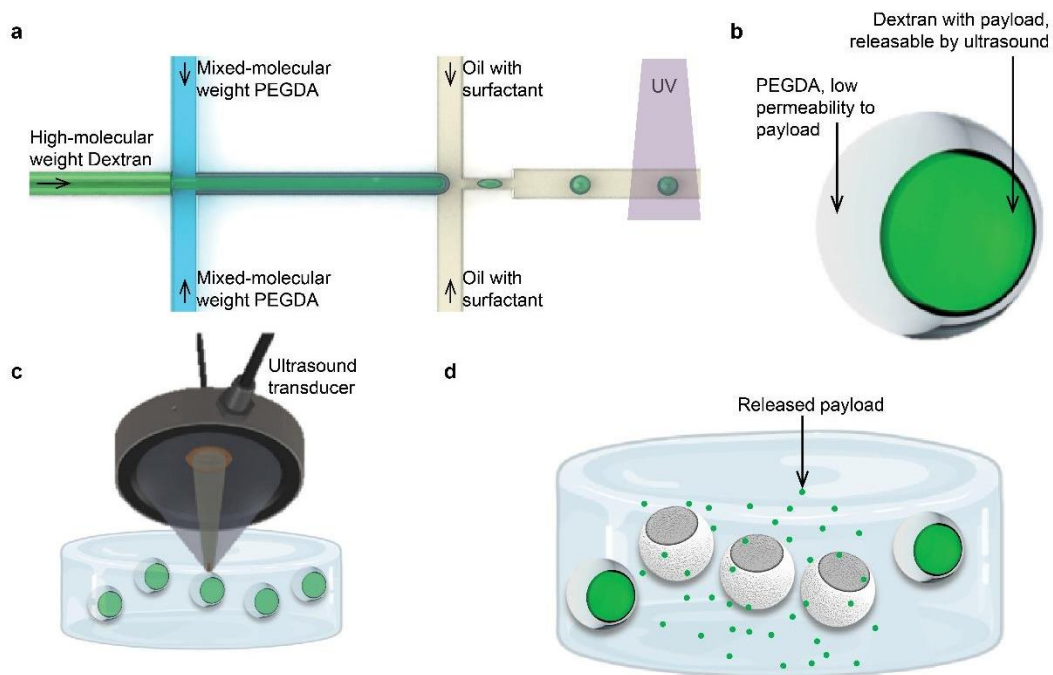 a
Mixed-molecular
weight PEGDA
Oil with
surfactant
UV
High-molecular
weight Dextran
Mixed-molecular
weight PEGDA
Oil with
surfactant
b
Dextran with payload,
releasable by ultrasound
PEGDA, low
permeability to
payload
c
Ultrasound
transducer
d
Released payload